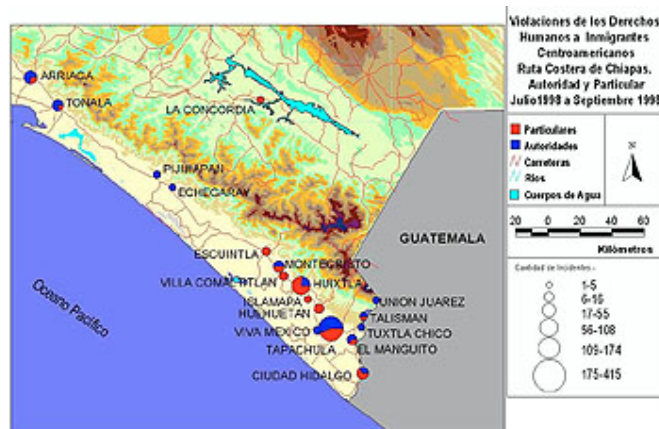 Violaciones de los Derechos
Humanos a Inmigrantes
Centroamericanos
Ruta Costera de Chiapas.
Autoridad y Particular
Julio1998 a Septiembre 1998
Particulares
Autoridades
Carreteras
Ríos
Cuerpos de Agua
N
20 0 20 40 60
Kilómetros
Cantidad de Incidentes.-
1-5
6-16
17-55
56-108
109-174
175-415
ARRIAGA
TONALA
LA CONCORDIA
PIJIJIAPAN
ECHEGARAY
GUATEMALA
ESCUINTLA
MONTECRISTO
VILLA COMALTITLAN
HUIXTLA
ISLAMAPA
UNION JUAREZ
HUEHUETAN
TALISMAN
VIVA MEXICO
TUXTLA CHICO
TAPACHULA
EL MANGUITO
CIUDAD HIDALGO
Oceano Pacífico